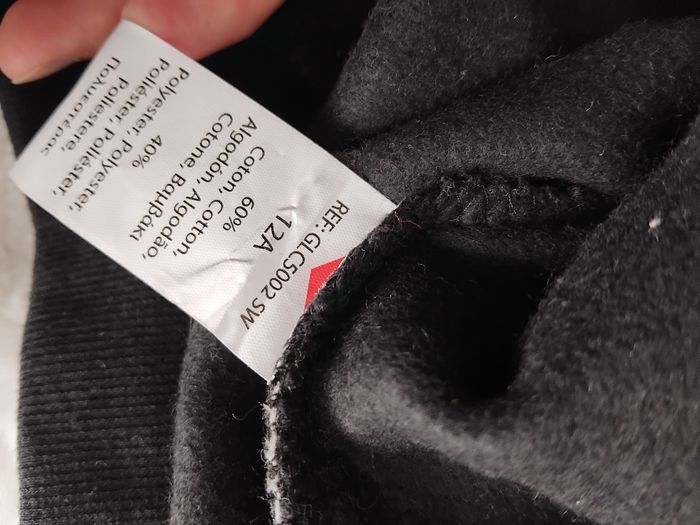 REF: GLC5002 SW
12A
60%
Coton, Cotton,
Algodón, Algodão,
Cotone, Βαμβάκι
40%
Polyester, Polyester,
Poliéster, Poliéster,
Poliestere,
Πολυεστέρας